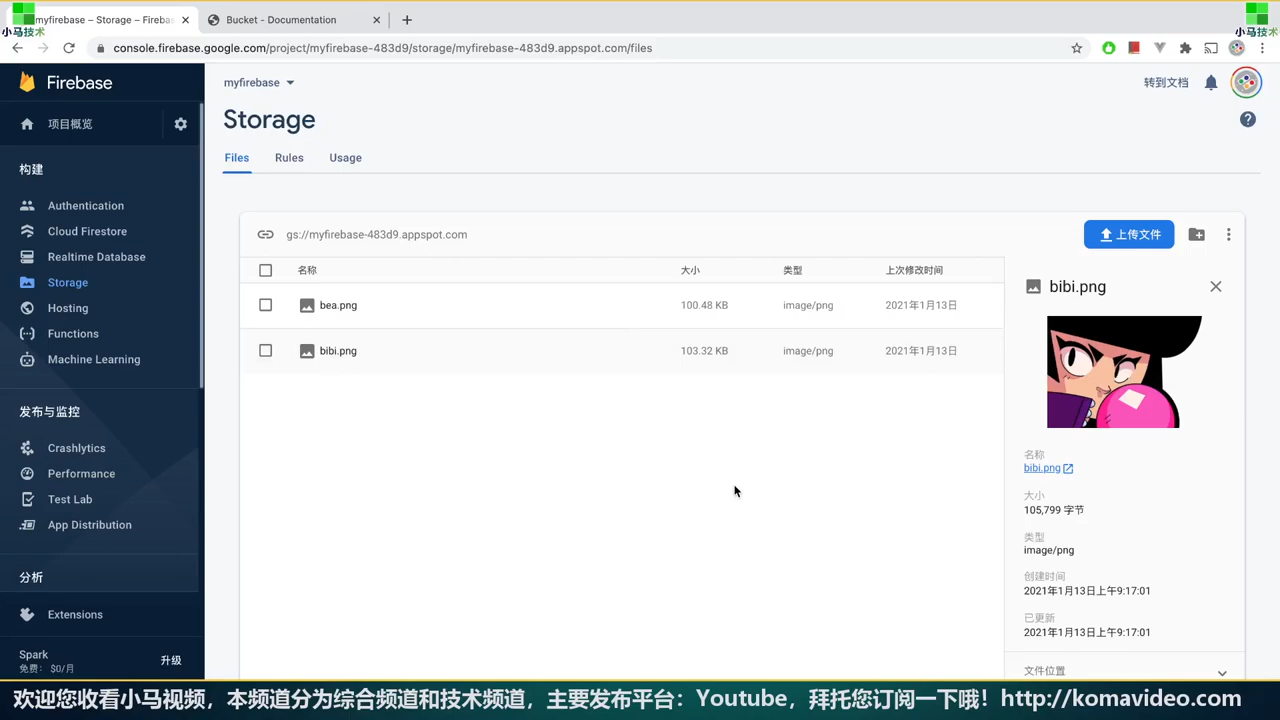 myfirebase – Storage – Fireba
Bucket - Documentation
小马技术
小马技术
console.firebase.google.com/project/myfirebase-483d9/storage/myfirebase-483d9.appspot.com/files
Firebase
项目概览
构建
Authentication
Cloud Firestore
Realtime Database
Storage
Hosting
Functions
Machine Learning
发布与监控
Crashlytics
Performance
Test Lab
App Distribution
分析
Extensions
Spark
免费: $0/月
升级
myfirebase
转到文档
Storage
Files Rules Usage
gs://myfirebase-483d9.appspot.com
上传文件
名称 大小 类型 上次修改时间
bea.png 100.48 KB image/png 2021年1月13日
bibi.png 103.32 KB image/png 2021年1月13日
bibi.png
名称
bibi.png
大小
105,799 字节
类型
image/png
创建时间
2021年1月13日上午9:17:01
已更新
2021年1月13日上午9:17:01
文件位置
欢迎您收看小马视频，本频道分为综合频道和技术频道，主要发布平台：Youtube，拜托您订阅一下哦！http://komavideo.com